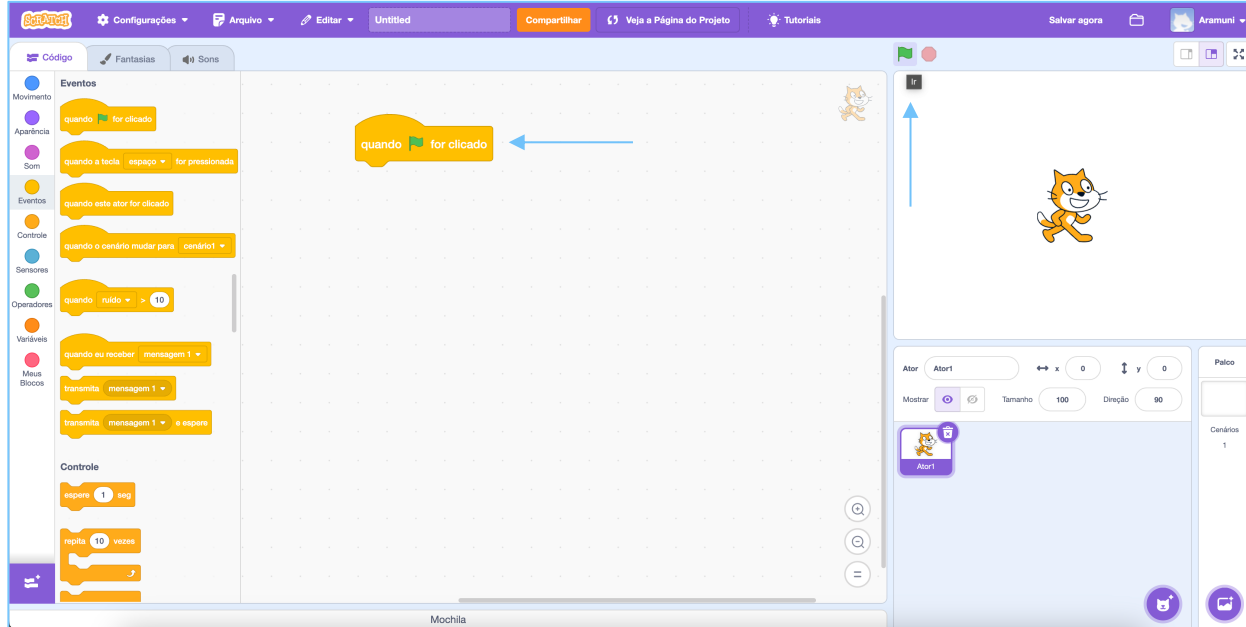 SCRATCH
Configurações
Arquivo
Editar
Untitled
Compartilhar
Veja a Página do Projeto
Tutoriais
Salvar agora
Aramuni
Código
Fantasias
Sons
Movimento
Aparência
Som
Eventos
Controle
Sensores
Operadores
Variáveis
Meus
Blocos
Eventos
quando for clicado
quando a tecla espaço for pressionada
quando este ator for clicado
quando o cenário mudar para cenário1
quando ruído > 10
quando eu receber mensagem 1
transmita mensagem 1
transmita mensagem 1 e espere
Controle
espere 1 seg
repita 10 vezes
quando for clicado
Mochila
Ir
Ator Ator1 x 0 y 0
Mostrar Tamanho 100 Direção 90
Ator1
Palco
Cenários
1